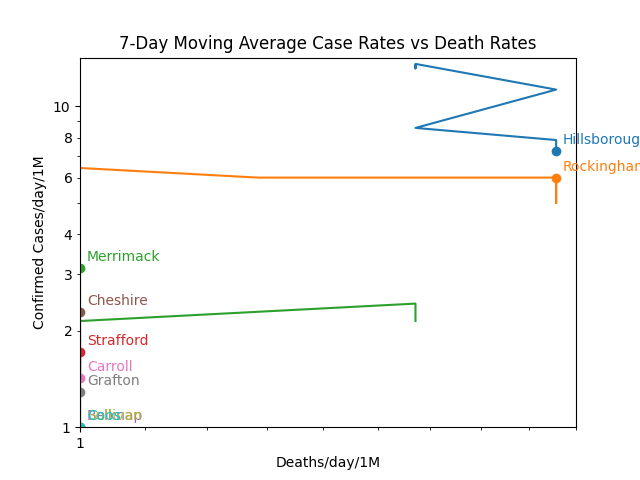 7-Day Moving Average Case Rates vs Death Rates
10
8
6
4
3
2
1
1
Confirmed Cases/day/1M
Deaths/day/1M
Hillsboroug
Rockinghar
Merrimack
Cheshire
Strafford
Carroll
Grafton
Coos